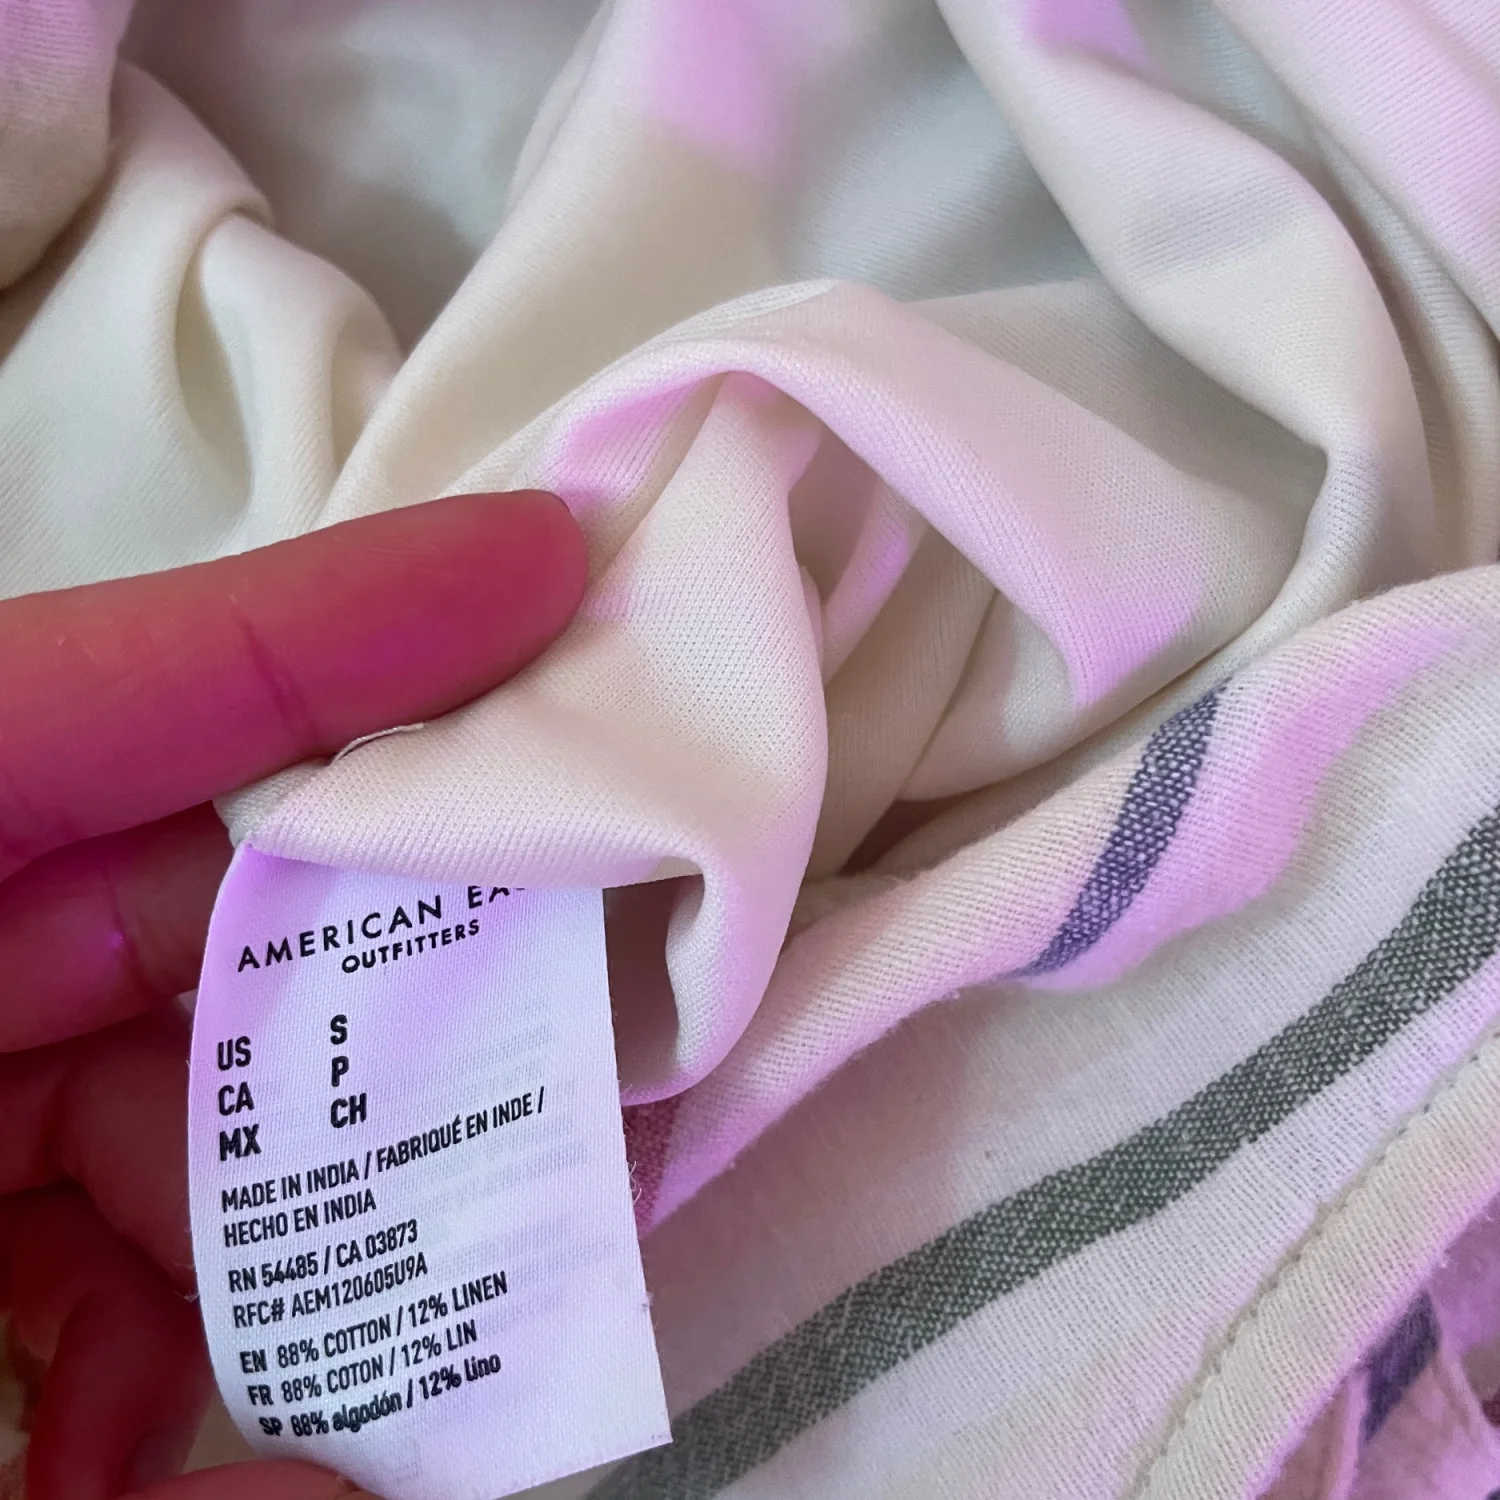 AMERICAN
OUTFITTERS
US S
CA P
MX CH
MADE IN INDIA / FABRIQUÉ EN INDE /
HECHO EN INDIA
RN 54485 / CA 03873
RFC# AEM120605U9A
EN 88% COTTON / 12% LINEN
FR 88% COTON / 12% LIN
SP 88% algodón / 12% lino